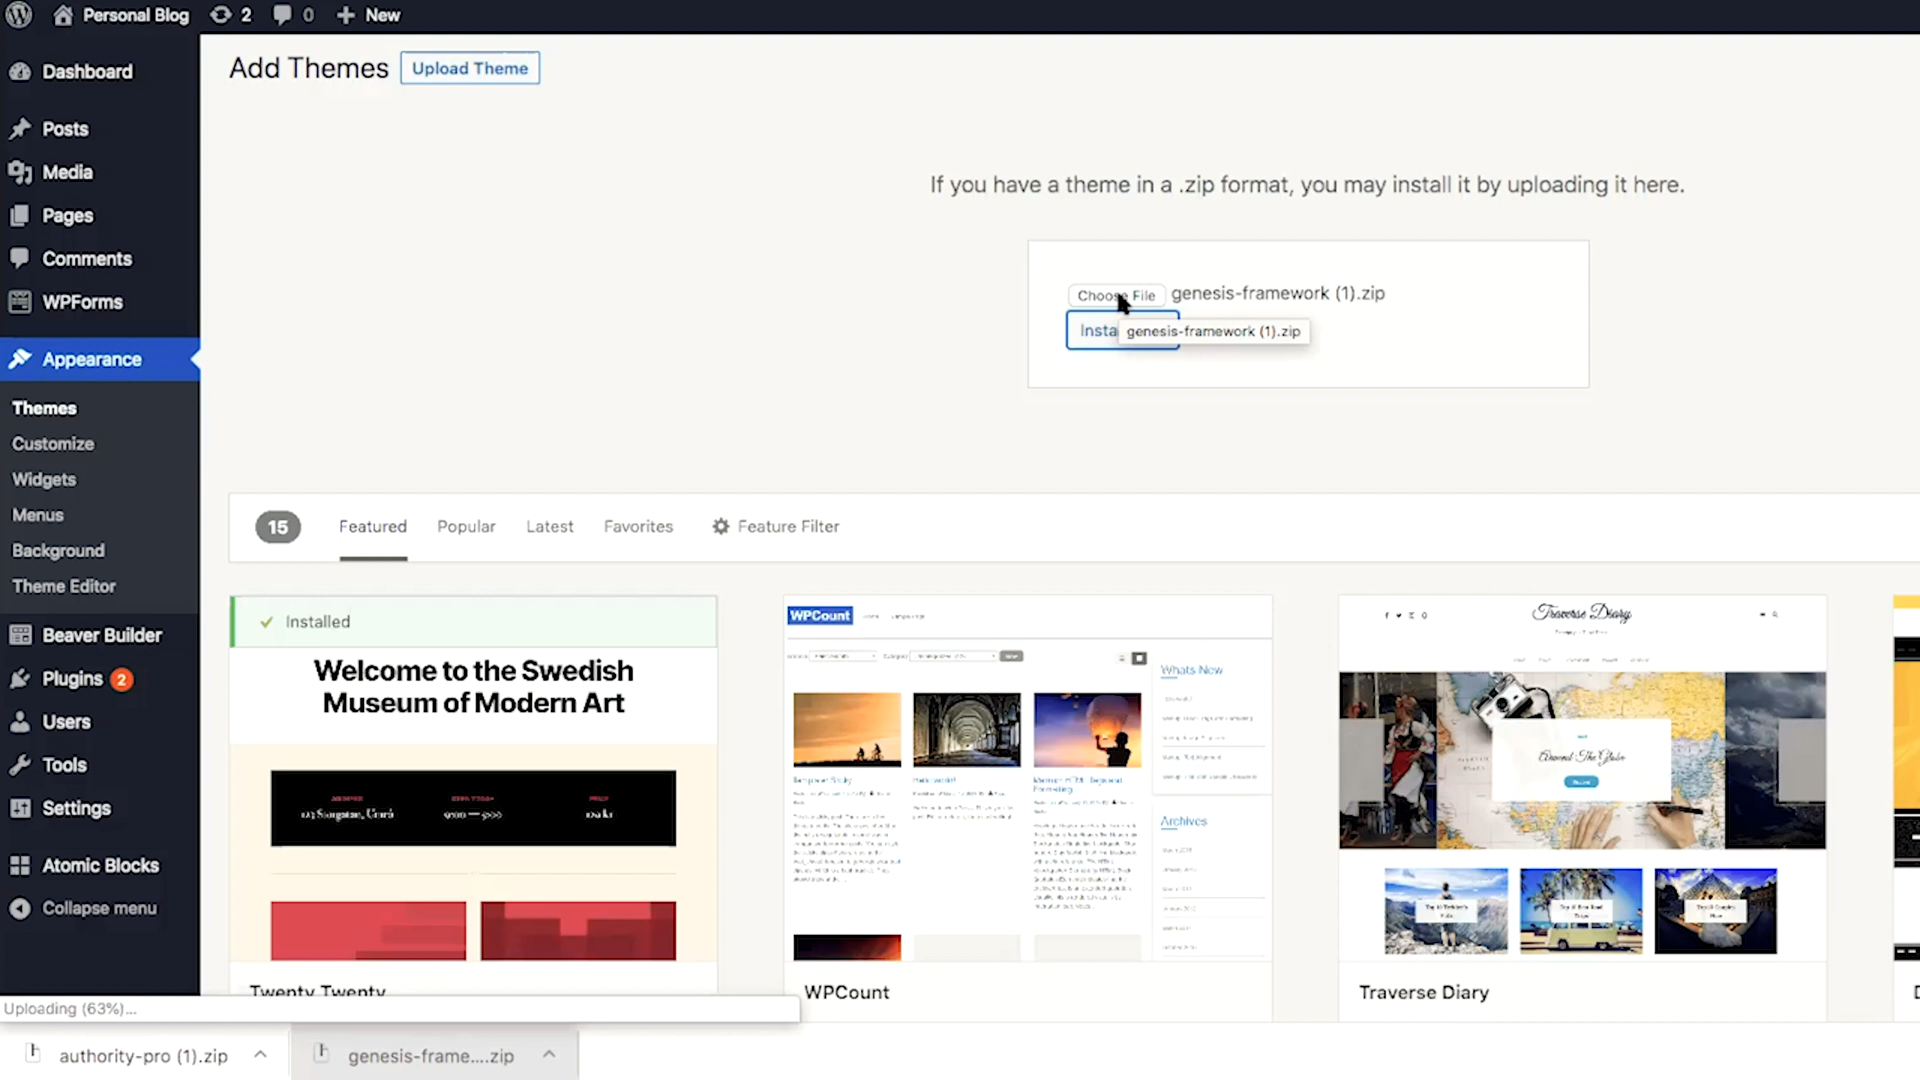 Personal Blog 2 0 New
Dashboard
Posts
Media
Pages
Comments
WPForms
Appearance
Themes
Customize
Widgets
Menus
Background
Theme Editor
Beaver Builder
Plugins 2
Users
Tools
Settings
Atomic Blocks
Collapse menu
Add Themes Upload Theme
If you have a theme in a .zip format, you may install it by uploading it here.
Choose File genesis-framework (1).zip
Insta
genesis-framework (1).zip
15 Featured Popular Latest Favorites Feature Filter
Installed
Welcome to the Swedish
Museum of Modern Art
Twenty Twenty
WPCount
Whats New
Archives
WPCount
Traverse Diary
Around The Globe
Traverse Diary
Uploading (63%)...
authority-pro (1).zip
genesis-frame....zip